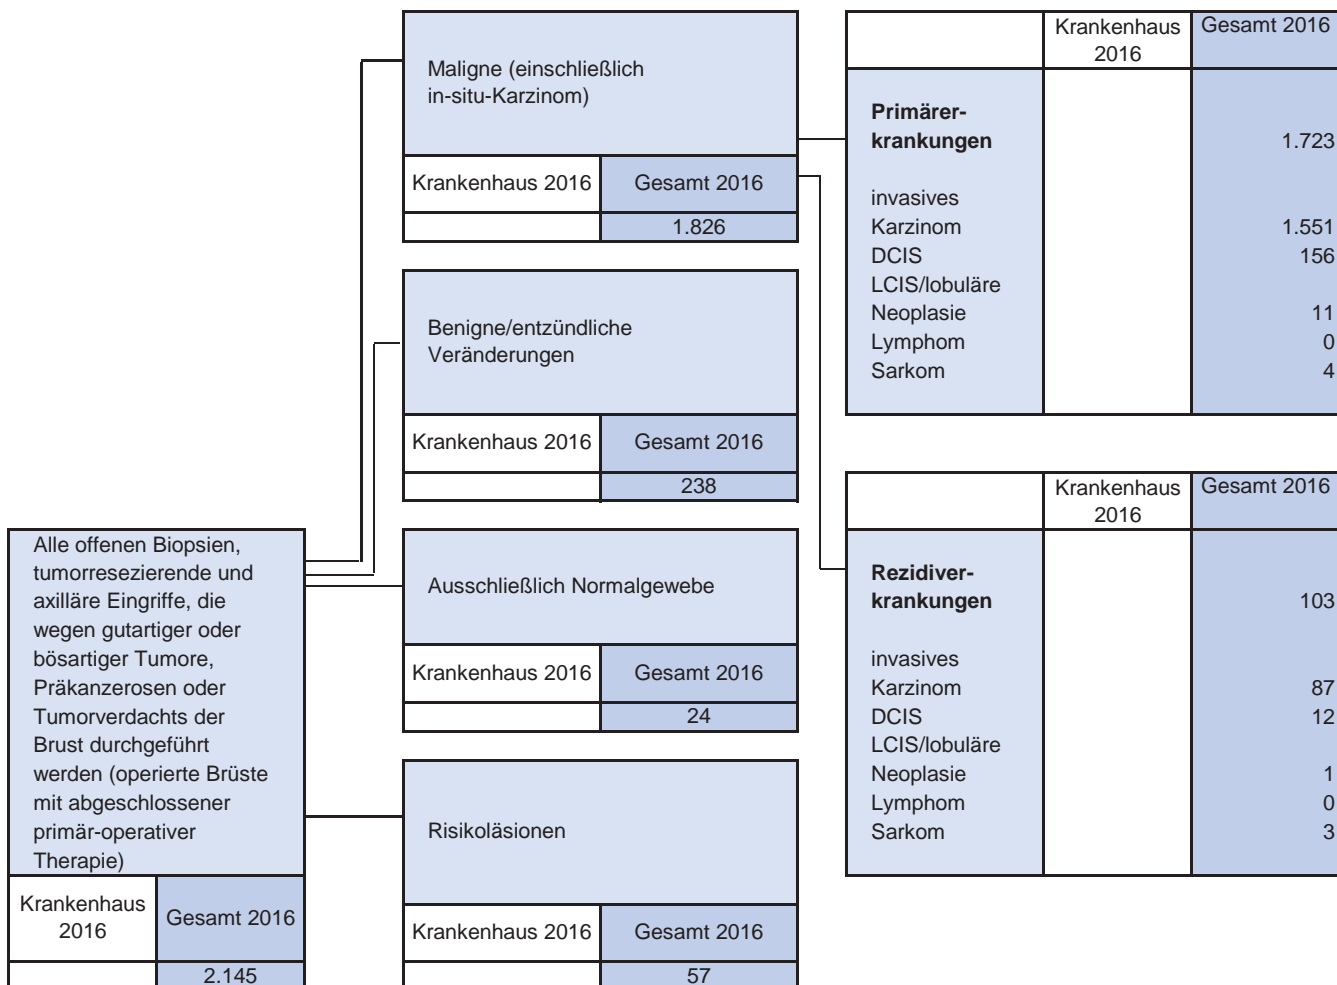 Alle offenen Biopsien,
tumorresezierende und
axilläre Eingriffe, die
wegen gutartiger oder
bösartiger Tumore,
Präkanzerosen oder
Tumorverdachts der
Brust durchgeführt
werden (operierte Brüste
mit abgeschlossener
primär-operativer
Therapie)
Krankenhaus
2016
Gesamt 2016
2.145
Maligne (einschließlich
in-situ-Karzinom)
Krankenhaus 2016 Gesamt 2016
1.826
Benigne/entzündliche
Veränderungen
Krankenhaus 2016 Gesamt 2016
238
Ausschließlich Normalgewebe
Krankenhaus 2016 Gesamt 2016
24
Risikoläsionen
Krankenhaus 2016 Gesamt 2016
57
Krankenhaus
2016
Gesamt 2016
Primärer-
krankungen 1.723
invasives
Karzinom 1.551
DCIS 156
LCIS/lobuläre
Neoplasie 11
Lymphom 0
Sarkom 4
Krankenhaus
2016
Gesamt 2016
Rezidiver-
krankungen 103
invasives
Karzinom 87
DCIS 12
LCIS/lobuläre
Neoplasie 1
Lymphom 0
Sarkom 3